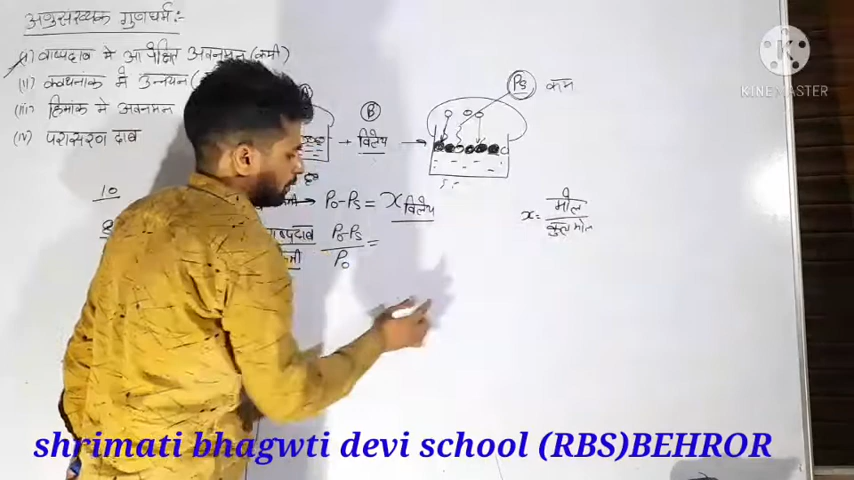 अणुसंख्यक गुणधर्म :-
(i) वाष्पदाब मे आपेक्षित अवनमन (कमी)
(ii) क्वथनांक मे उन्नयन
(iii) हिमांक मे अवनमन
(iv) परासरण दाब
B
विलेय
Ps कम
10
P₀-Ps = x विलेय
x = मोल / कुल मोल
P₀-Ps / P₀ =
KINEMASTER
shrimati bhagwti devi school (RBS)BEHROR